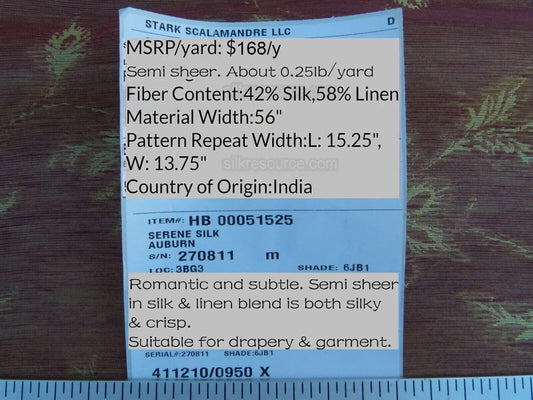 STARK SCALAMANDRE LLC
D
MSRP/yard: $168/y
Semi sheer. About 0.25lb/yard
Fiber Content:42% Silk,58% Linen
Material Width:56"
Pattern Repeat Width:L: 15.25",
W: 13.75"
silkresource.com
Country of Origin:India
ITEM#: HB 00051525
SERENE SILK
AUBURN
S/N: 270811 m
LOC: 3BG3 SHADE: 6JB1
Romantic and subtle. Semi sheer
in silk & linen blend is both silky
& crisp.
Suitable for drapery & garment.
SERIAL#:270811 SHADE:6JB1
411210/0950 X